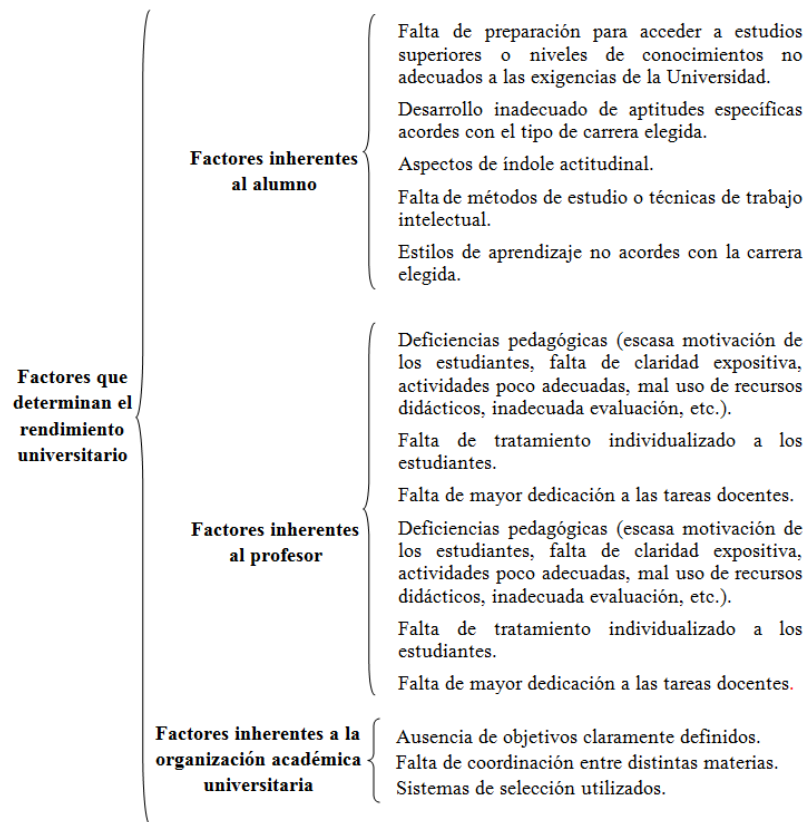 Factores que
determinan el
rendimiento
universitario
Factores inherentes
al alumno
Falta de preparación para acceder a estudios
superiores o niveles de conocimientos no
adecuados a las exigencias de la Universidad.
Desarrollo inadecuado de aptitudes específicas
acordes con el tipo de carrera elegida.
Aspectos de índole actitudinal.
Falta de métodos de estudio o técnicas de trabajo
intelectual.
Estilos de aprendizaje no acordes con la carrera
elegida.
Factores inherentes
al profesor
Deficiencias pedagógicas (escasa motivación de
los estudiantes, falta de claridad expositiva,
actividades poco adecuadas, mal uso de recursos
didácticos, inadecuada evaluación, etc.).
Falta de tratamiento individualizado a los
estudiantes.
Falta de mayor dedicación a las tareas docentes.
Deficiencias pedagógicas (escasa motivación de
los estudiantes, falta de claridad expositiva,
actividades poco adecuadas, mal uso de recursos
didácticos, inadecuada evaluación, etc.).
Falta de tratamiento individualizado a los
estudiantes.
Falta de mayor dedicación a las tareas docentes.
Factores inherentes a la
organización académica
universitaria
Ausencia de objetivos claramente definidos.
Falta de coordinación entre distintas materias.
Sistemas de selección utilizados.